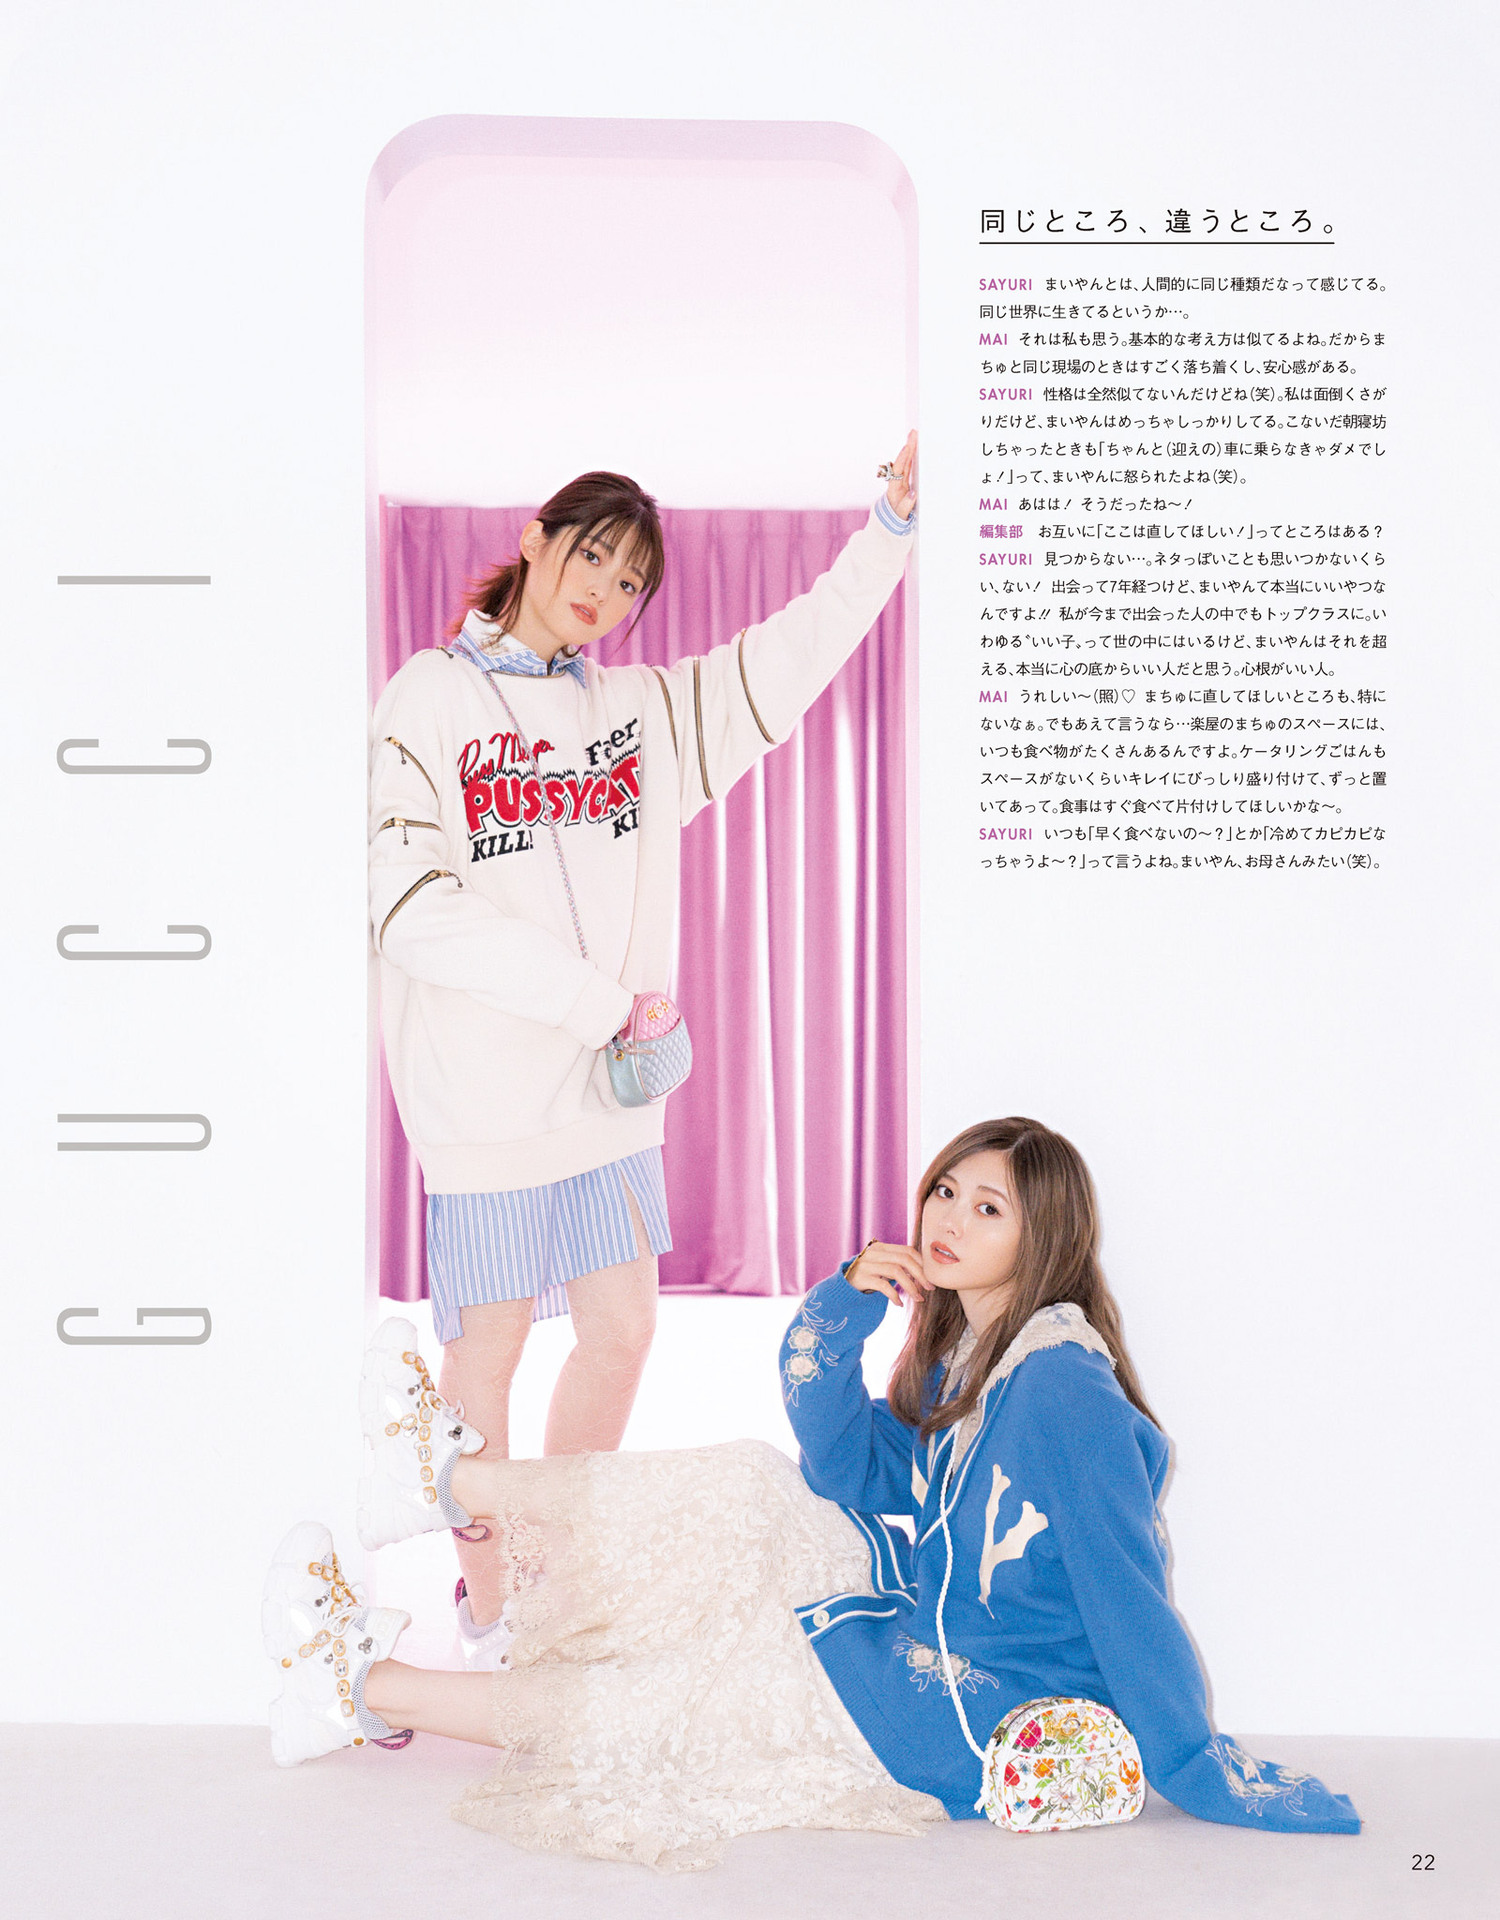 GUCCI
同じところ、違うところ。
SAYURI まいやんとは、人間的に同じ種類だなって感じてる。
同じ世界に生きてるというか…。
MAI それは私も思う。基本的な考え方は似てるよね。だからま
ちゅと同じ現場のときはすごく落ち着くし、安心感がある。
SAYURI 性格は全然似てないんだけどね（笑）。私は面倒くさが
りだけど、まいやんはめっちゃしっかりしてる。こないだ朝寝坊
しちゃったときも「ちゃんと（迎えの）車に乗らなきゃダメでし
ょ！」って、まいやんに怒られたよね（笑）。
MAI あはは！ そうだったね〜！
編集部 お互いに「ここは直してほしい！」ってところはある？
SAYURI 見つからない…。ネタっぽいことも思いつかないくら
い、ない！ 出会って7年経つけど、まいやんて本当にいいやつな
んですよ!! 私が今まで出会った人の中でもトップクラスに。い
わゆる〝いい子〟って世の中にはいるけど、まいやんはそれを超
える、本当に心の底からいい人だと思う。心根がいい人。
MAI うれしい〜（照）♡ まちゅに直してほしいところも、特に
ないなぁ。でもあえて言うなら…楽屋のまちゅのスペースには、
いつも食べ物がたくさんあるんですよ。ケータリングごはんも
スペースがないくらいキレイにびっしり盛り付けて、ずっと置
いてあって。食事はすぐ食べて片付けしてほしいかな〜。
SAYURI いつも「早く食べないの〜？」とか「冷めてカピカピな
っちゃうよ〜？」って言うよね。まいやん、お母さんみたい（笑）。
PUSSYCAT
KILL!
22